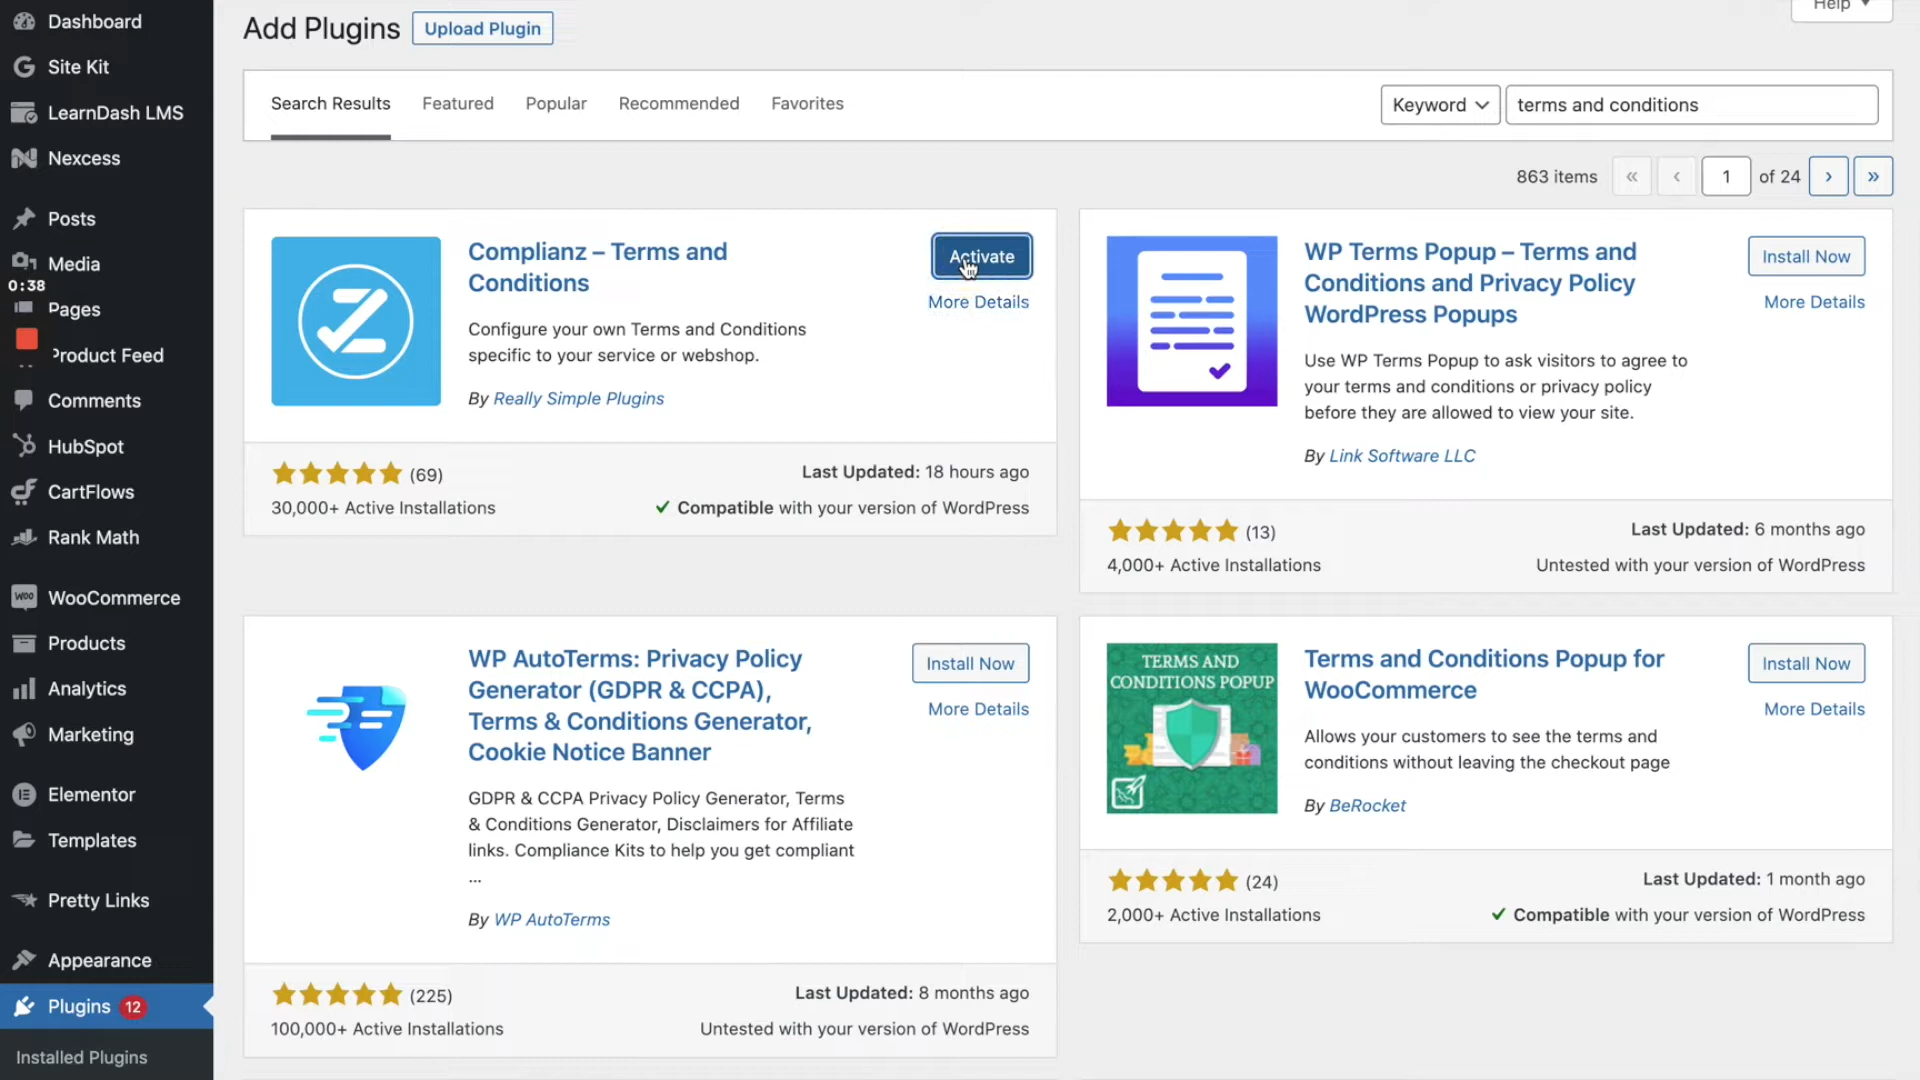 Dashboard
Site Kit
LearnDash LMS
Nexcess
Posts
Media
0:38
Pages
Product Feed
Comments
HubSpot
CartFlows
Rank Math
WOO
WooCommerce
Products
Analytics
Marketing
Elementor
Templates
Pretty Links
Appearance
Plugins 12
Installed Plugins
Help
Add Plugins Upload Plugin
Search Results Featured Popular Recommended Favorites Keyword terms and conditions
863 items « ‹ 1 of 24 › »
Complianz – Terms and
Conditions
Activate
More Details
Configure your own Terms and Conditions
specific to your service or webshop.
By Really Simple Plugins
(69)
Last Updated: 18 hours ago
30,000+ Active Installations
✓ Compatible with your version of WordPress
WP Terms Popup – Terms and
Conditions and Privacy Policy
WordPress Popups
Install Now
More Details
Use WP Terms Popup to ask visitors to agree to
your terms and conditions or privacy policy
before they are allowed to view your site.
By Link Software LLC
(13)
Last Updated: 6 months ago
4,000+ Active Installations
Untested with your version of WordPress
WP AutoTerms: Privacy Policy
Generator (GDPR & CCPA),
Terms & Conditions Generator,
Cookie Notice Banner
Install Now
More Details
GDPR & CCPA Privacy Policy Generator, Terms
& Conditions Generator, Disclaimers for Affiliate
links. Compliance Kits to help you get compliant
...
By WP AutoTerms
(225)
Last Updated: 8 months ago
100,000+ Active Installations
Untested with your version of WordPress
TERMS AND
CONDITIONS POPUP
Terms and Conditions Popup for
WooCommerce
Install Now
More Details
Allows your customers to see the terms and
conditions without leaving the checkout page
By BeRocket
(24)
Last Updated: 1 month ago
2,000+ Active Installations
✓ Compatible with your version of WordPress